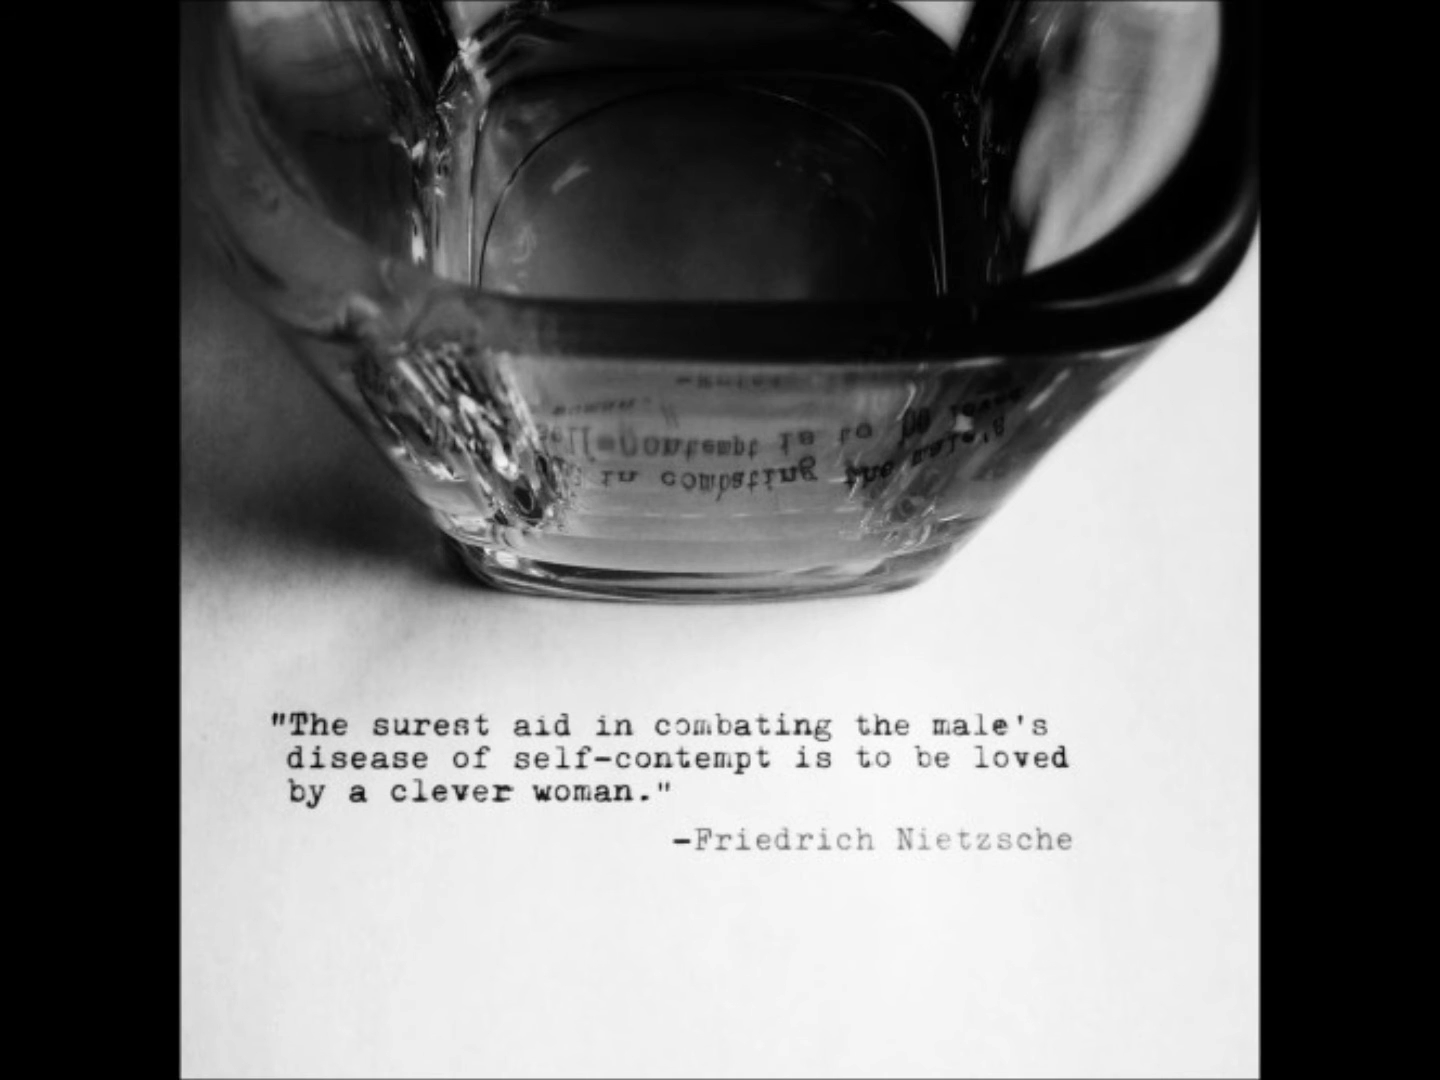 "The surest aid in combating the male's
disease of self-contempt is to be loved
by a clever woman."
-Friedrich Nietzsche